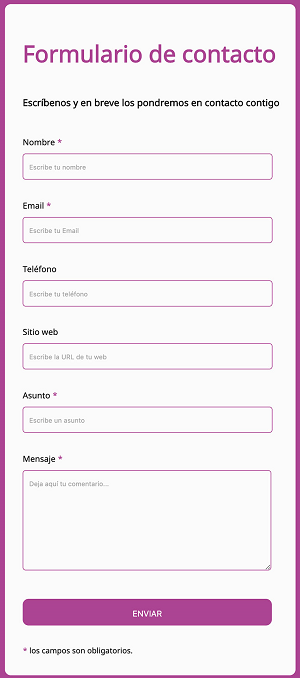 Formulario de contacto
Escríbenos y en breve los pondremos en contacto contigo
Nombre *
Escribe tu nombre
Email *
Escribe tu Email
Teléfono
Escribe tu teléfono
Sitio web
Escribe la URL de tu web
Asunto *
Escribe un asunto
Mensaje *
Deja aquí tu comentario...
ENVIAR
* los campos son obligatorios.